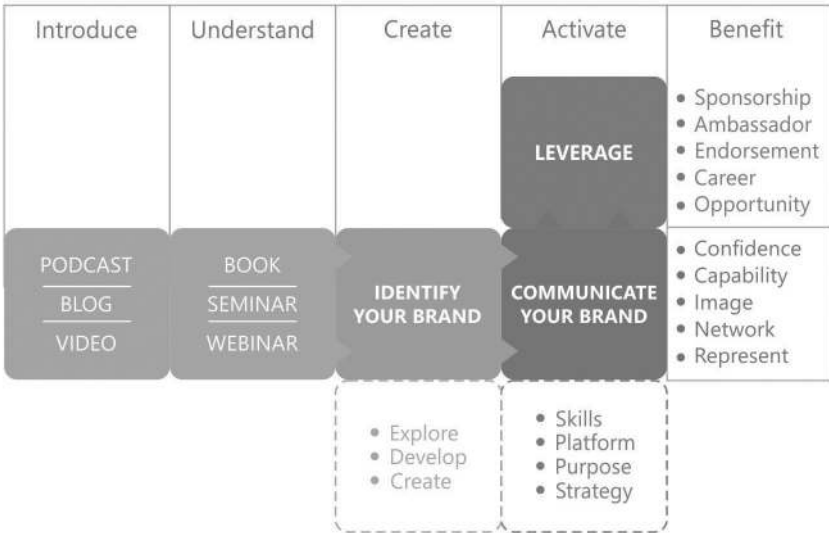 Introduce
Understand
Create
Activate
Benefit
LEVERAGE
• Sponsorship
• Ambassador
• Endorsement
• Career
• Opportunity
PODCAST
BLOG
VIDEO
BOOK
SEMINAR
WEBINAR
IDENTIFY
YOUR BRAND
COMMUNICATE
YOUR BRAND
• Confidence
• Capability
• Image
• Network
• Represent
• Explore
• Develop
• Create
• Skills
• Platform
• Purpose
• Strategy